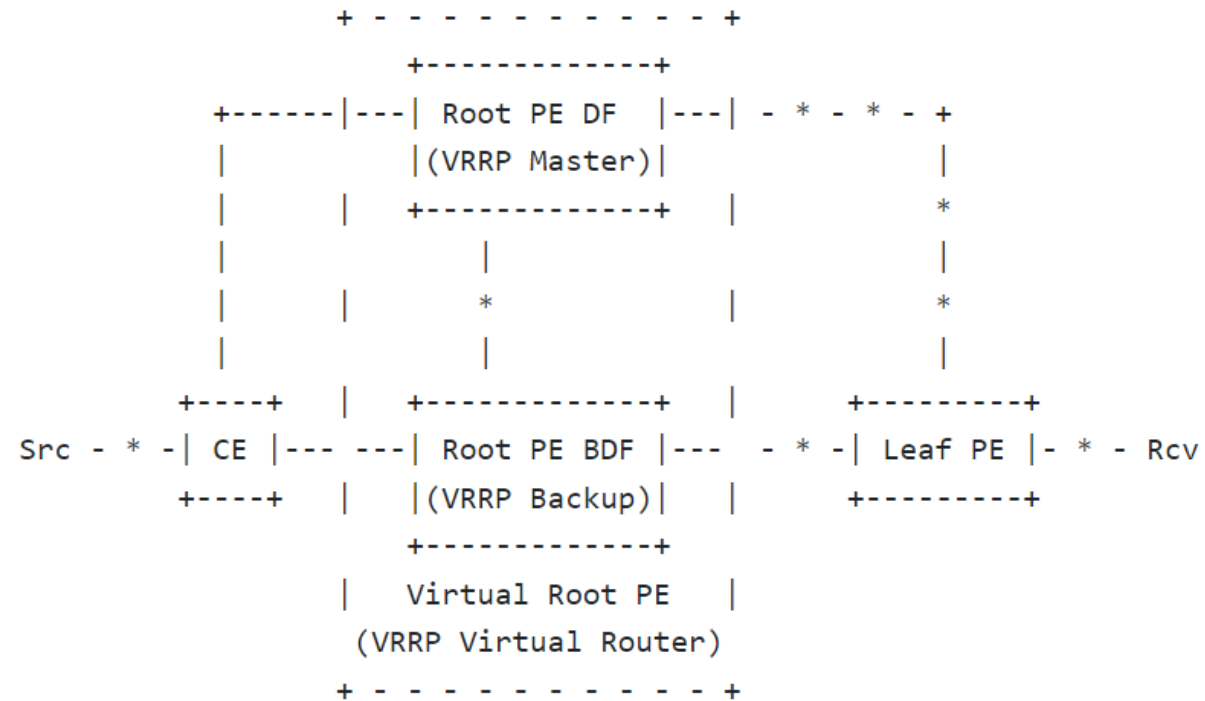 + - - - - - - - - - - - +
+-------------+
+------|---| Root PE DF |---| - * - * - +
| |(VRRP Master)| |
| | +-------------+ | *
| | |
| | * | *
| | |
+----+ | +-------------+ | +---------+
Src - * -| CE |--- ---| Root PE BDF |--- - * -| Leaf PE |- * - Rcv
+----+ | |(VRRP Backup)| | +---------+
+-------------+
| Virtual Root PE |
(VRRP Virtual Router)
+ - - - - - - - - - - - +